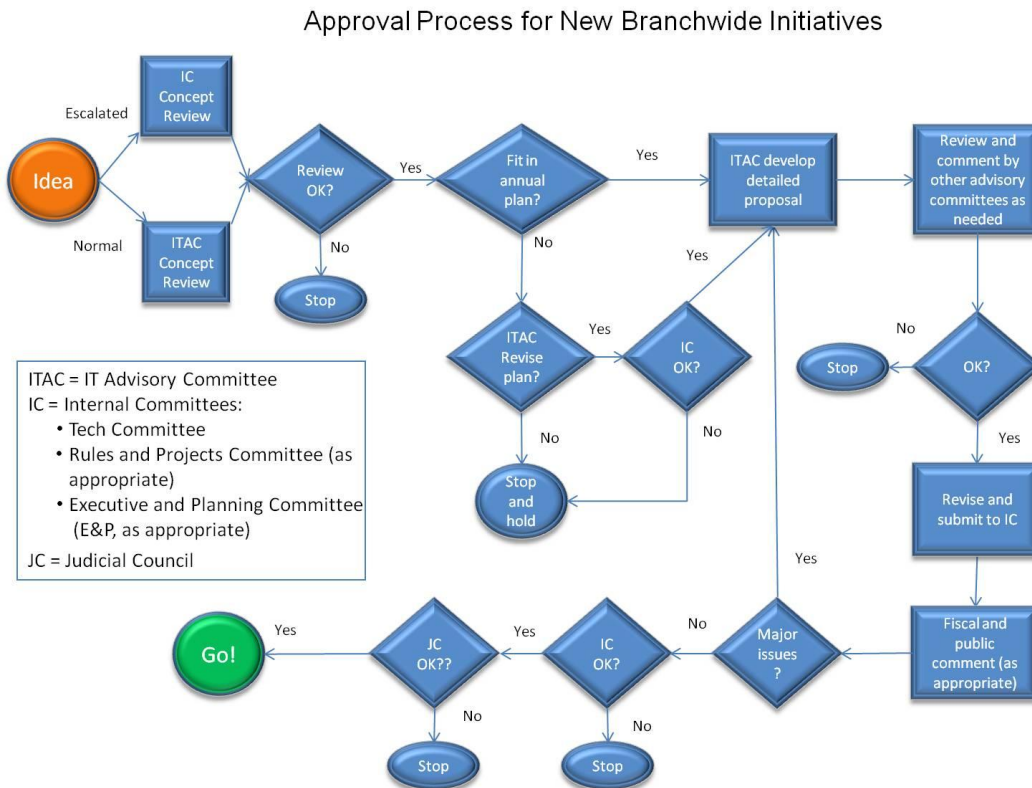 Approval Process for New Branchwide Initiatives
Idea
Escalated
Normal
IC
Concept
Review
ITAC
Concept
Review
Review
OK?
Yes
No
Stop
Fit in
annual
plan?
Yes
No
ITAC
Revise
plan?
Yes
No
IC
OK?
Yes
No
Stop
and
hold
ITAC develop
detailed
proposal
Review and
comment by
other advisory
committees as
needed
OK?
No
Stop
Yes
Revise and
submit to IC
Fiscal and
public
comment (as
appropriate)
Major
issues
?
Yes
No
IC
OK?
Yes
No
Stop
JC
OK??
Yes
No
Stop
Go!
ITAC = IT Advisory Committee
IC = Internal Committees:
• Tech Committee
• Rules and Projects Committee (as
appropriate)
• Executive and Planning Committee
(E&P, as appropriate)
JC = Judicial Council